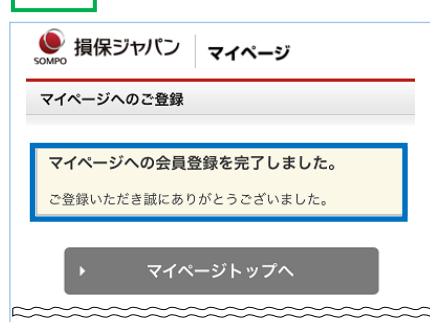 損保ジャパン マイページ
SOMPO
マイページへのご登録
マイページへの会員登録を完了しました。
ご登録いただき誠にありがとうございました。
マイページトップへ